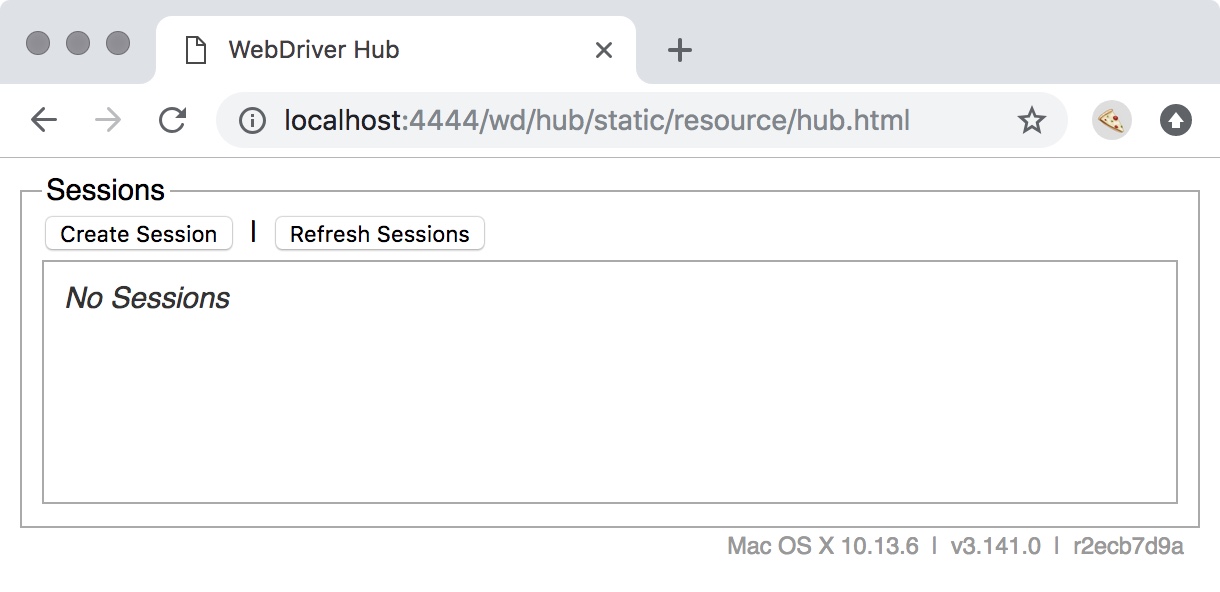 WebDriver Hub
localhost:4444/wd/hub/static/resource/hub.html
Sessions
Create Session | Refresh Sessions
No Sessions
Mac OS X 10.13.6 | v3.141.0 | r2ecb7d9a